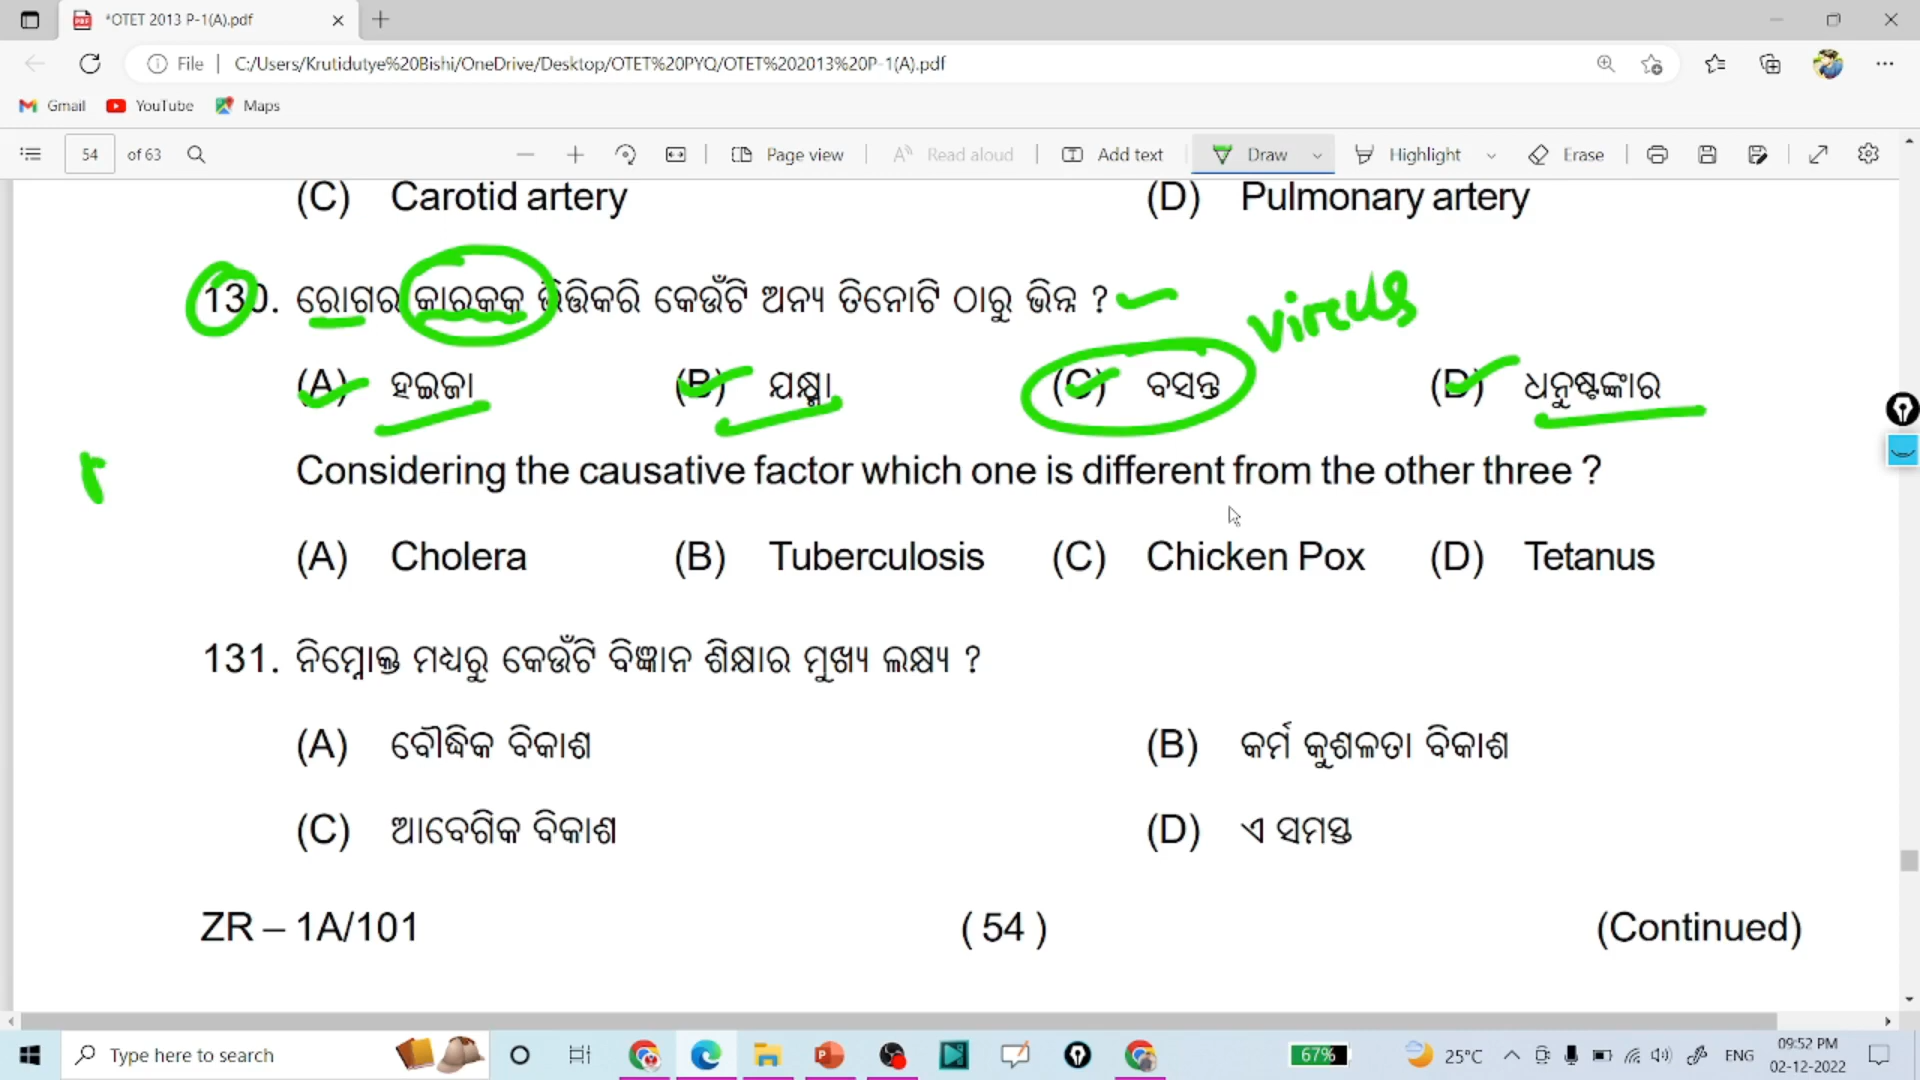 *OTET 2013 P-1(A).pdf
File | C:/Users/Krutidutye%20Bishi/OneDrive/Desktop/OTET%20PYQ/OTET%202013%20P-1(A).pdf
Gmail YouTube Maps
54 of 63 Page view Read aloud Add text Draw Highlight Erase
(C) Carotid artery (D) Pulmonary artery
130. ରୋଗର କାରକକୁ ଭିତ୍ତିକରି କେଉଁଟି ଅନ୍ୟ ତିନୋଟି ଠାରୁ ଭିନ୍ନ ?
virus
(A) ହଇଜା (B) ଯକ୍ଷ୍ମା (C) ବସନ୍ତ (D) ଧନୁଷ୍ଟଙ୍କାର
Considering the causative factor which one is different from the other three ?
(A) Cholera (B) Tuberculosis (C) Chicken Pox (D) Tetanus
131. ନିମ୍ନୋକ୍ତ ମଧ୍ୟରୁ କେଉଁଟି ବିଜ୍ଞାନ ଶିକ୍ଷାର ମୁଖ୍ୟ ଲକ୍ଷ୍ୟ ?
(A) ବୌଦ୍ଧିକ ବିକାଶ (B) କର୍ମ କୁଶଳତା ବିକାଶ
(C) ଆବେଗିକ ବିକାଶ (D) ଏ ସମସ୍ତ
ZR – 1A/101 ( 54 ) (Continued)
Type here to search 67% 25°C ENG 09:52 PM
02-12-2022